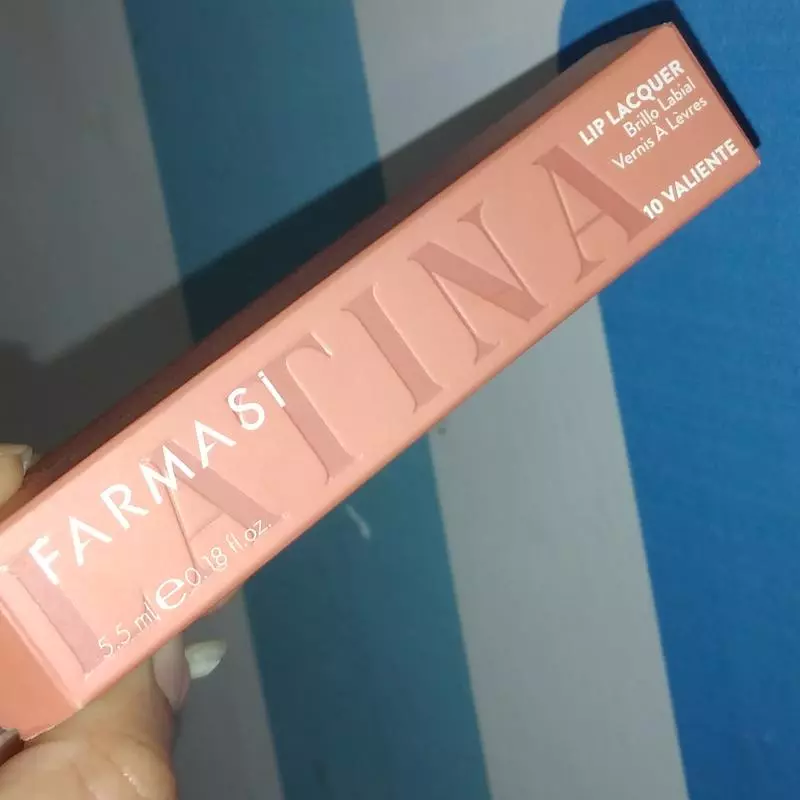 LIP LACQUER
Brillo Labial
Vernis À Lèvres
10 VALIENTE
LATINA
FARMASi
5.5 ml e 0.18 fl.oz.